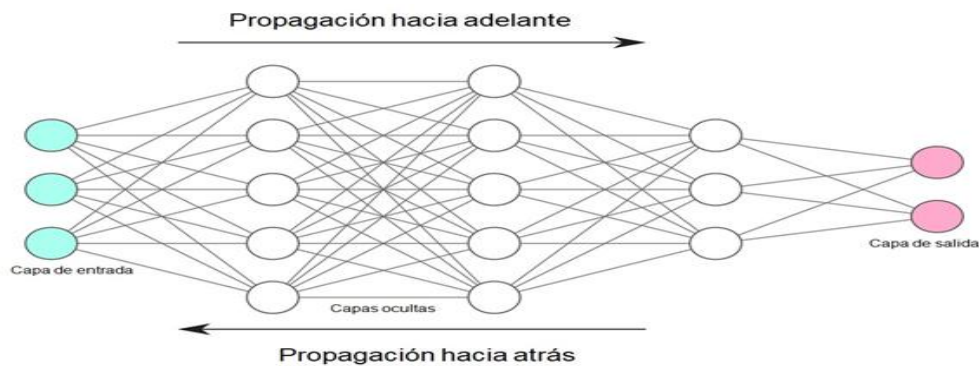 Propagación hacia adelante
Capa de entrada
Capa de salida
Capas ocultas
Propagación hacia atrás